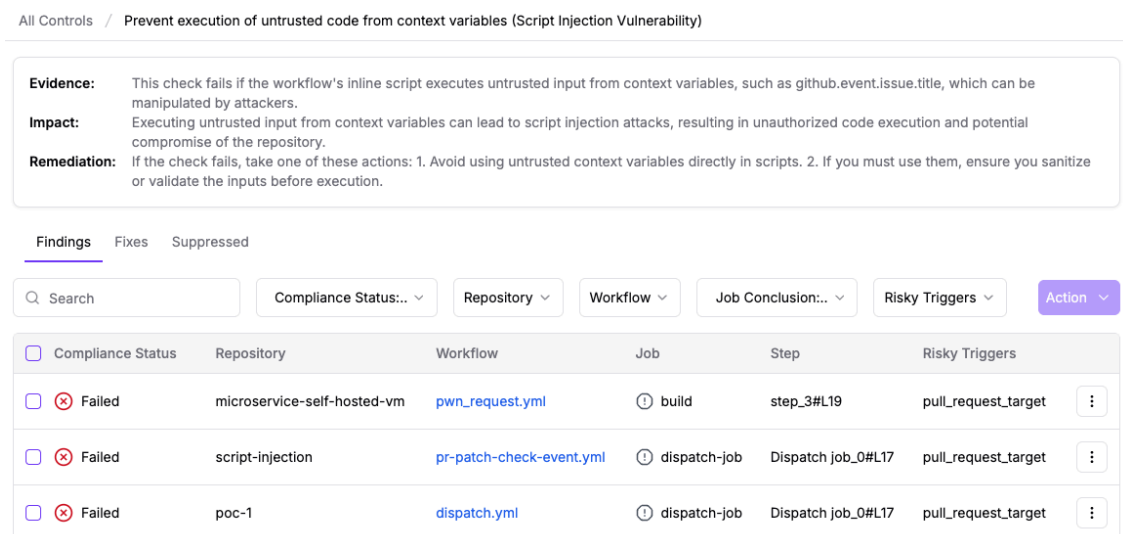 All Controls / Prevent execution of untrusted code from context variables (Script Injection Vulnerability)
Evidence: This check fails if the workflow's inline script executes untrusted input from context variables, such as github.event.issue.title, which can be
manipulated by attackers.
Impact: Executing untrusted input from context variables can lead to script injection attacks, resulting in unauthorized code execution and potential
compromise of the repository.
Remediation: If the check fails, take one of these actions: 1. Avoid using untrusted context variables directly in scripts. 2. If you must use them, ensure you sanitize
or validate the inputs before execution.
Findings Fixes Suppressed
Search Compliance Status:.. Repository Workflow Job Conclusion:.. Risky Triggers Action
Compliance Status Repository Workflow Job Step Risky Triggers
Failed microservice-self-hosted-vm pwn_request.yml build step_3#L19 pull_request_target
Failed script-injection pr-patch-check-event.yml dispatch-job Dispatch job_0#L17 pull_request_target
Failed poc-1 dispatch.yml dispatch-job Dispatch job_0#L17 pull_request_target